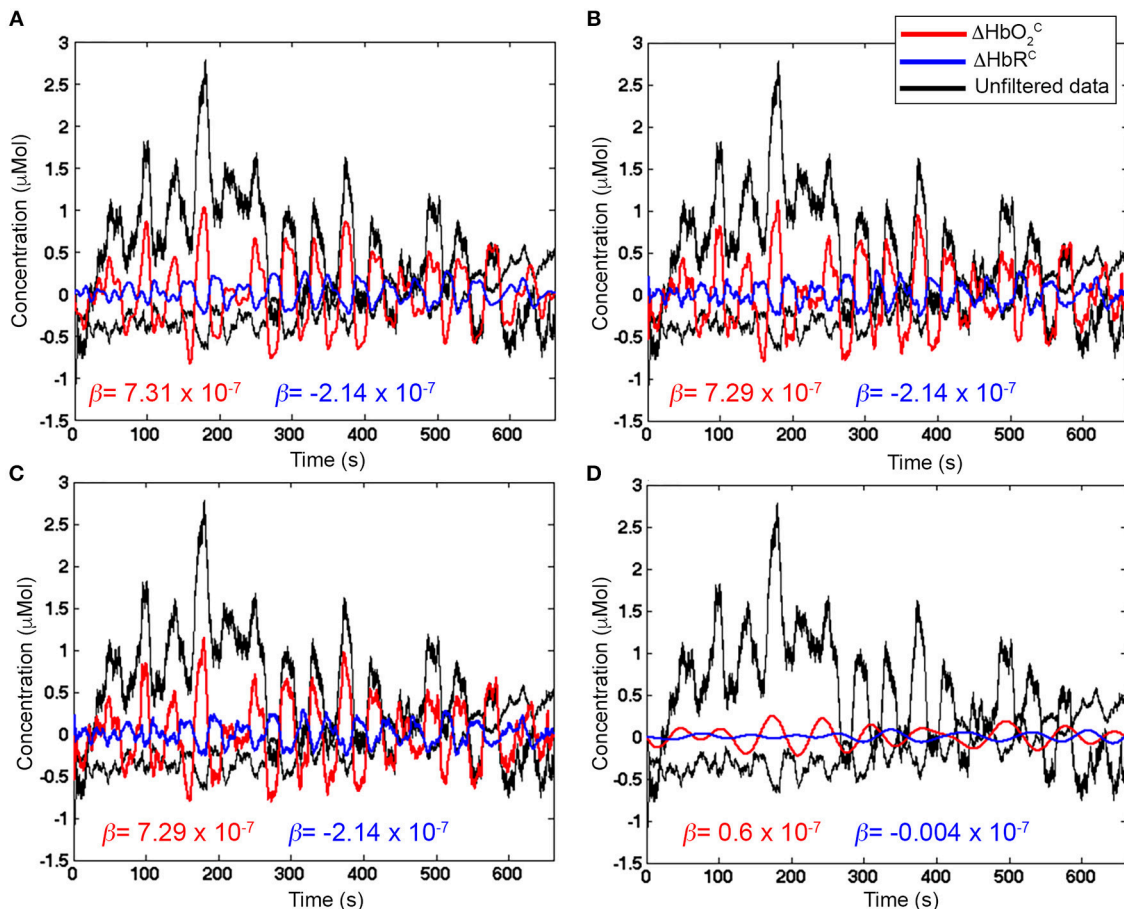 A
B
ΔHbO₂ᶜ
ΔHbRᶜ
Unfiltered data
3
2.5
2
1.5
1
0.5
0
-0.5
-1
-1.5
Concentration (μMol)
β= 7.31 x 10⁻⁷ β= -2.14 x 10⁻⁷
0 100 200 300 400 500 600
Time (s)
3
2.5
2
1.5
1
0.5
0
-0.5
-1
-1.5
Concentration (μMol)
β= 7.29 x 10⁻⁷ β= -2.14 x 10⁻⁷
0 100 200 300 400 500 600
Time (s)
C
3
2.5
2
1.5
1
0.5
0
-0.5
-1
-1.5
Concentration (μMol)
β= 7.29 x 10⁻⁷ β= -2.14 x 10⁻⁷
0 100 200 300 400 500 600
Time (s)
D
3
2.5
2
1.5
1
0.5
0
-0.5
-1
-1.5
Concentration (μMol)
β= 0.6 x 10⁻⁷ β= -0.004 x 10⁻⁷
0 100 200 300 400 500 600
Time (s)